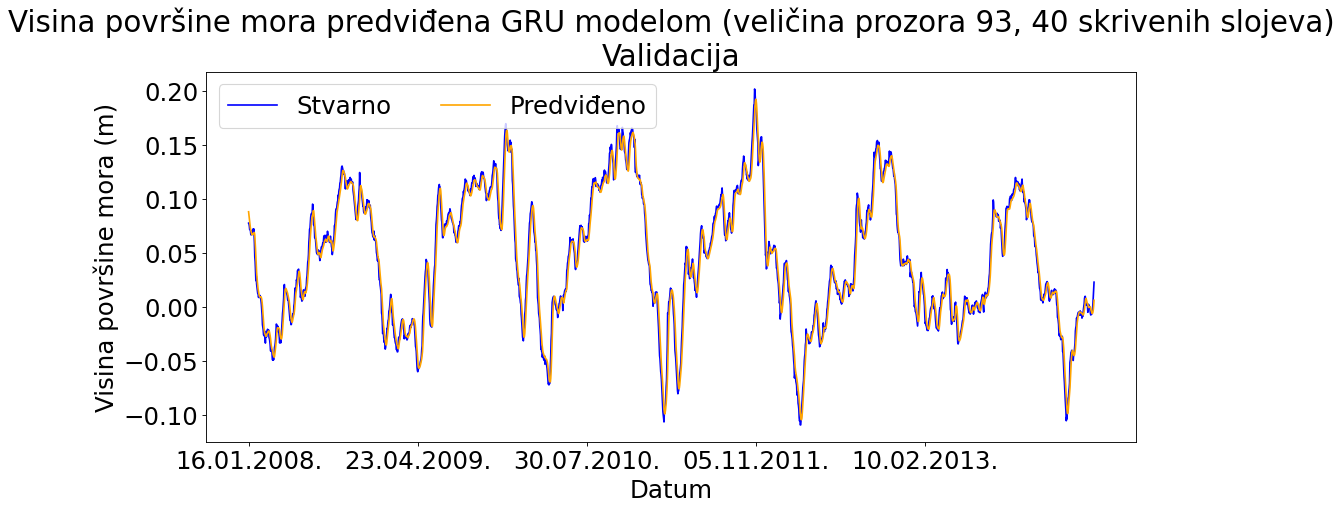 Visina površine mora predviđena GRU modelom (veličina prozora 93, 40 skrivenih slojeva)
Validacija
Stvarno
Predviđeno
Visina površine mora (m)
0.20
0.15
0.10
0.05
0.00
−0.05
−0.10
16.01.2008. 23.04.2009. 30.07.2010. 05.11.2011. 10.02.2013.
Datum